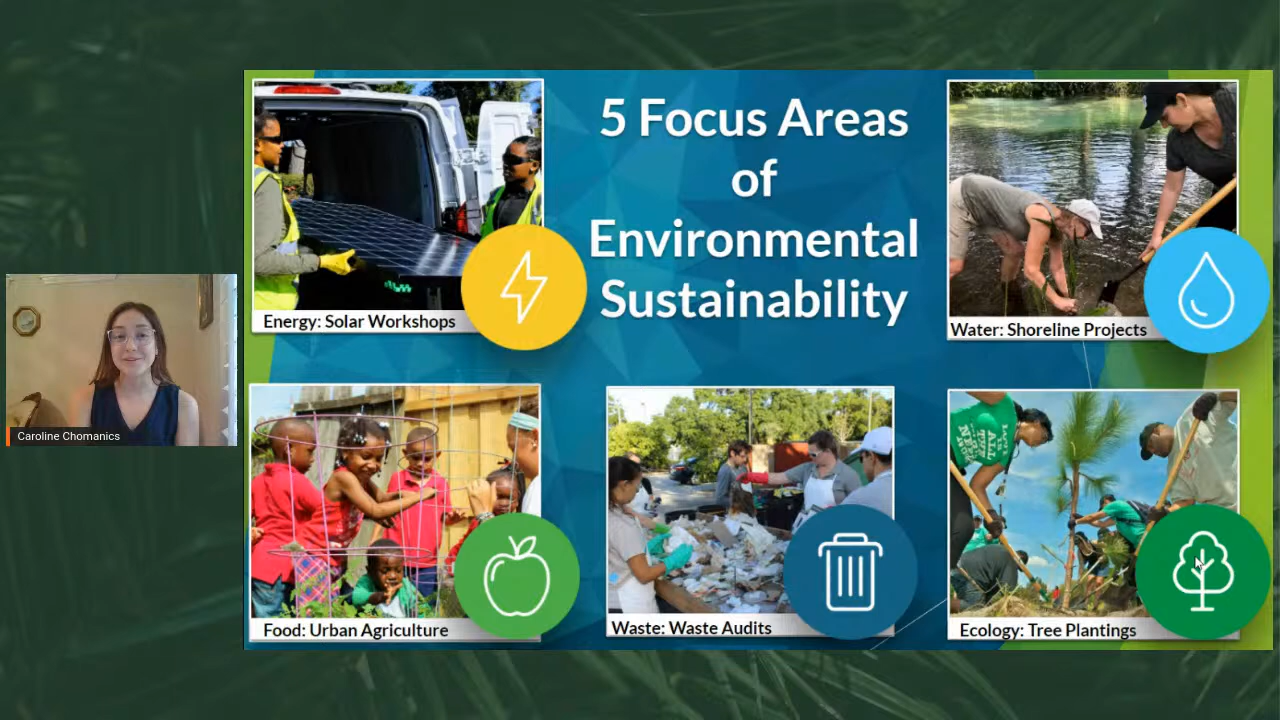 5 Focus Areas
of
Environmental
Sustainability
Energy: Solar Workshops
Water: Shoreline Projects
Caroline Chomanics
Food: Urban Agriculture
Waste: Waste Audits
Ecology: Tree Plantings